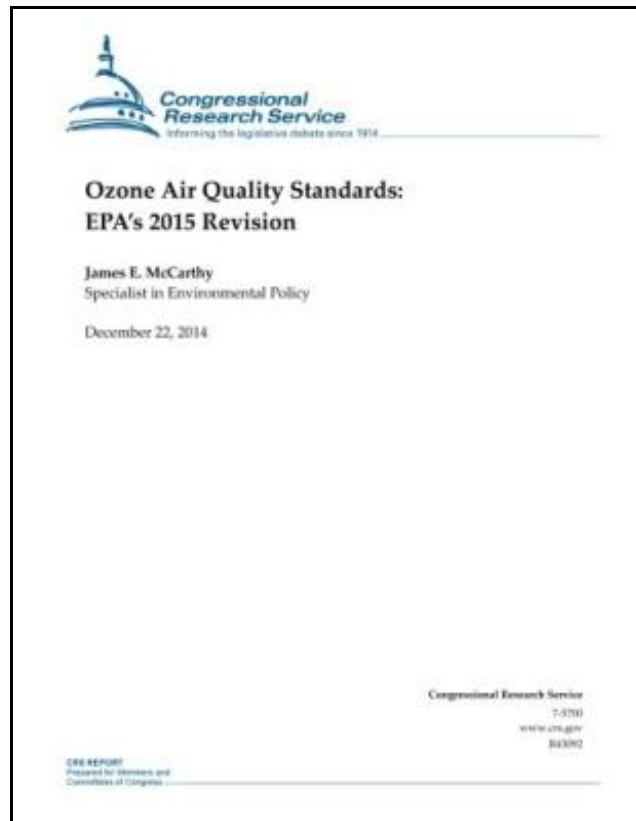 Congressional
Research Service
Informing the legislative debate since 1914
Ozone Air Quality Standards:
EPA's 2015 Revision
James E. McCarthy
Specialist in Environmental Policy
December 22, 2014
Congressional Research Service
7-5700
www.crs.gov
R43092
CRS REPORT
Prepared for Members and
Committees of Congress